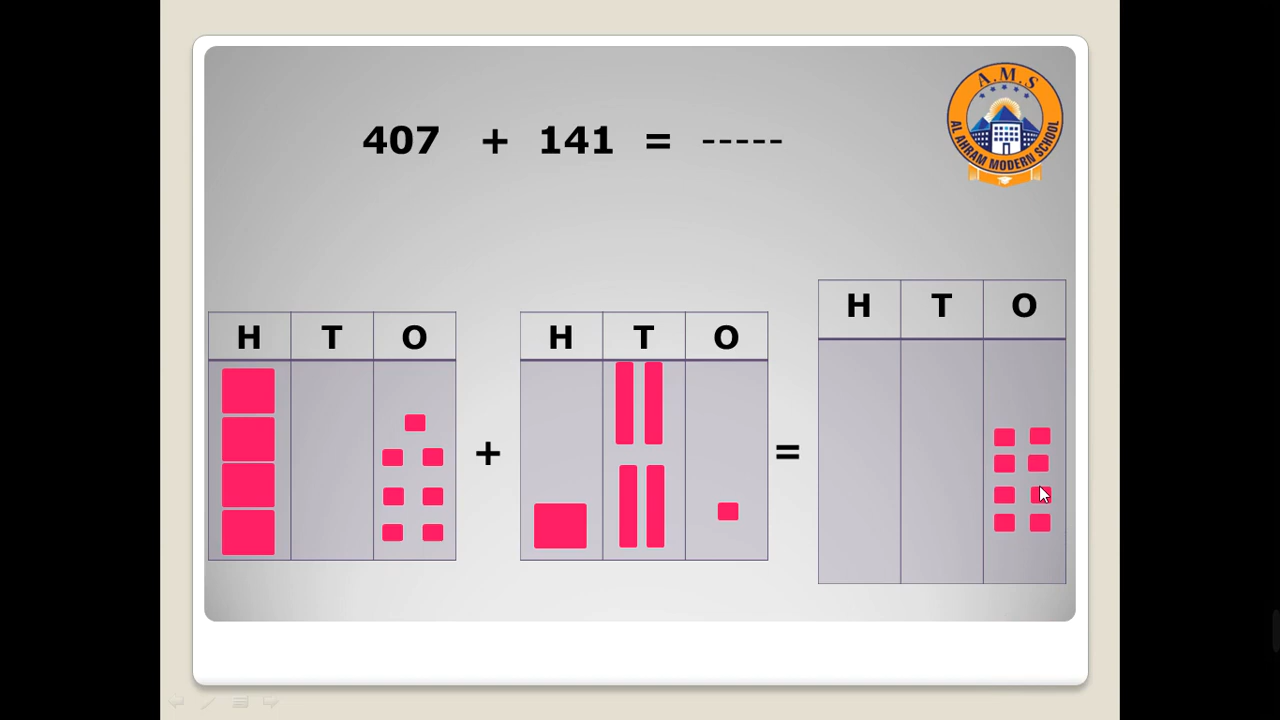 407 + 141 = -----
A.M.S
AL AHRAM MODERN SCHOOL
H T O
+
H T O
=
H T O